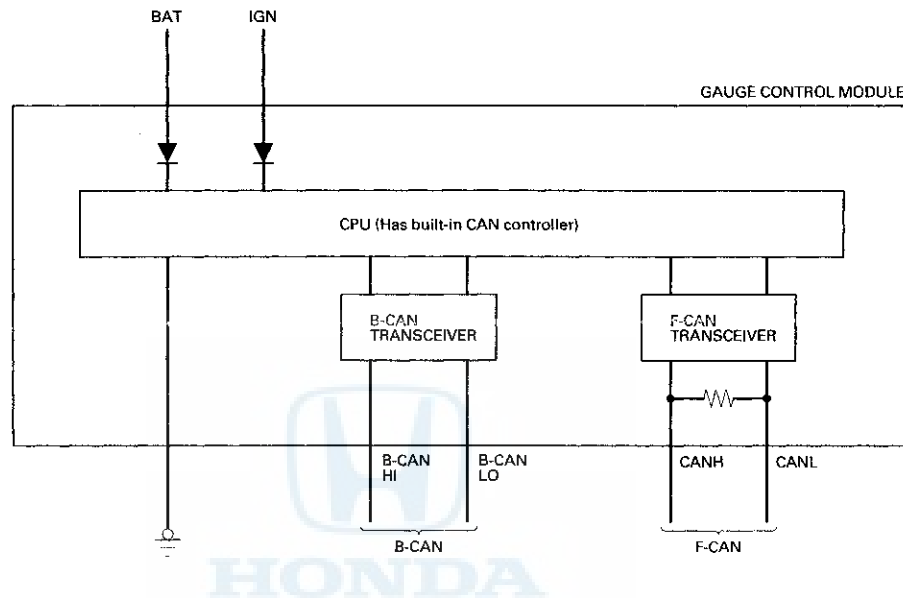 BAT
IGN
GAUGE CONTROL MODULE
CPU (Has built-in CAN controller)
B-CAN
TRANSCEIVER
F-CAN
TRANSCEIVER
B-CAN
HI
B-CAN
LO
CANH
CANL
B-CAN
F-CAN
HONDA